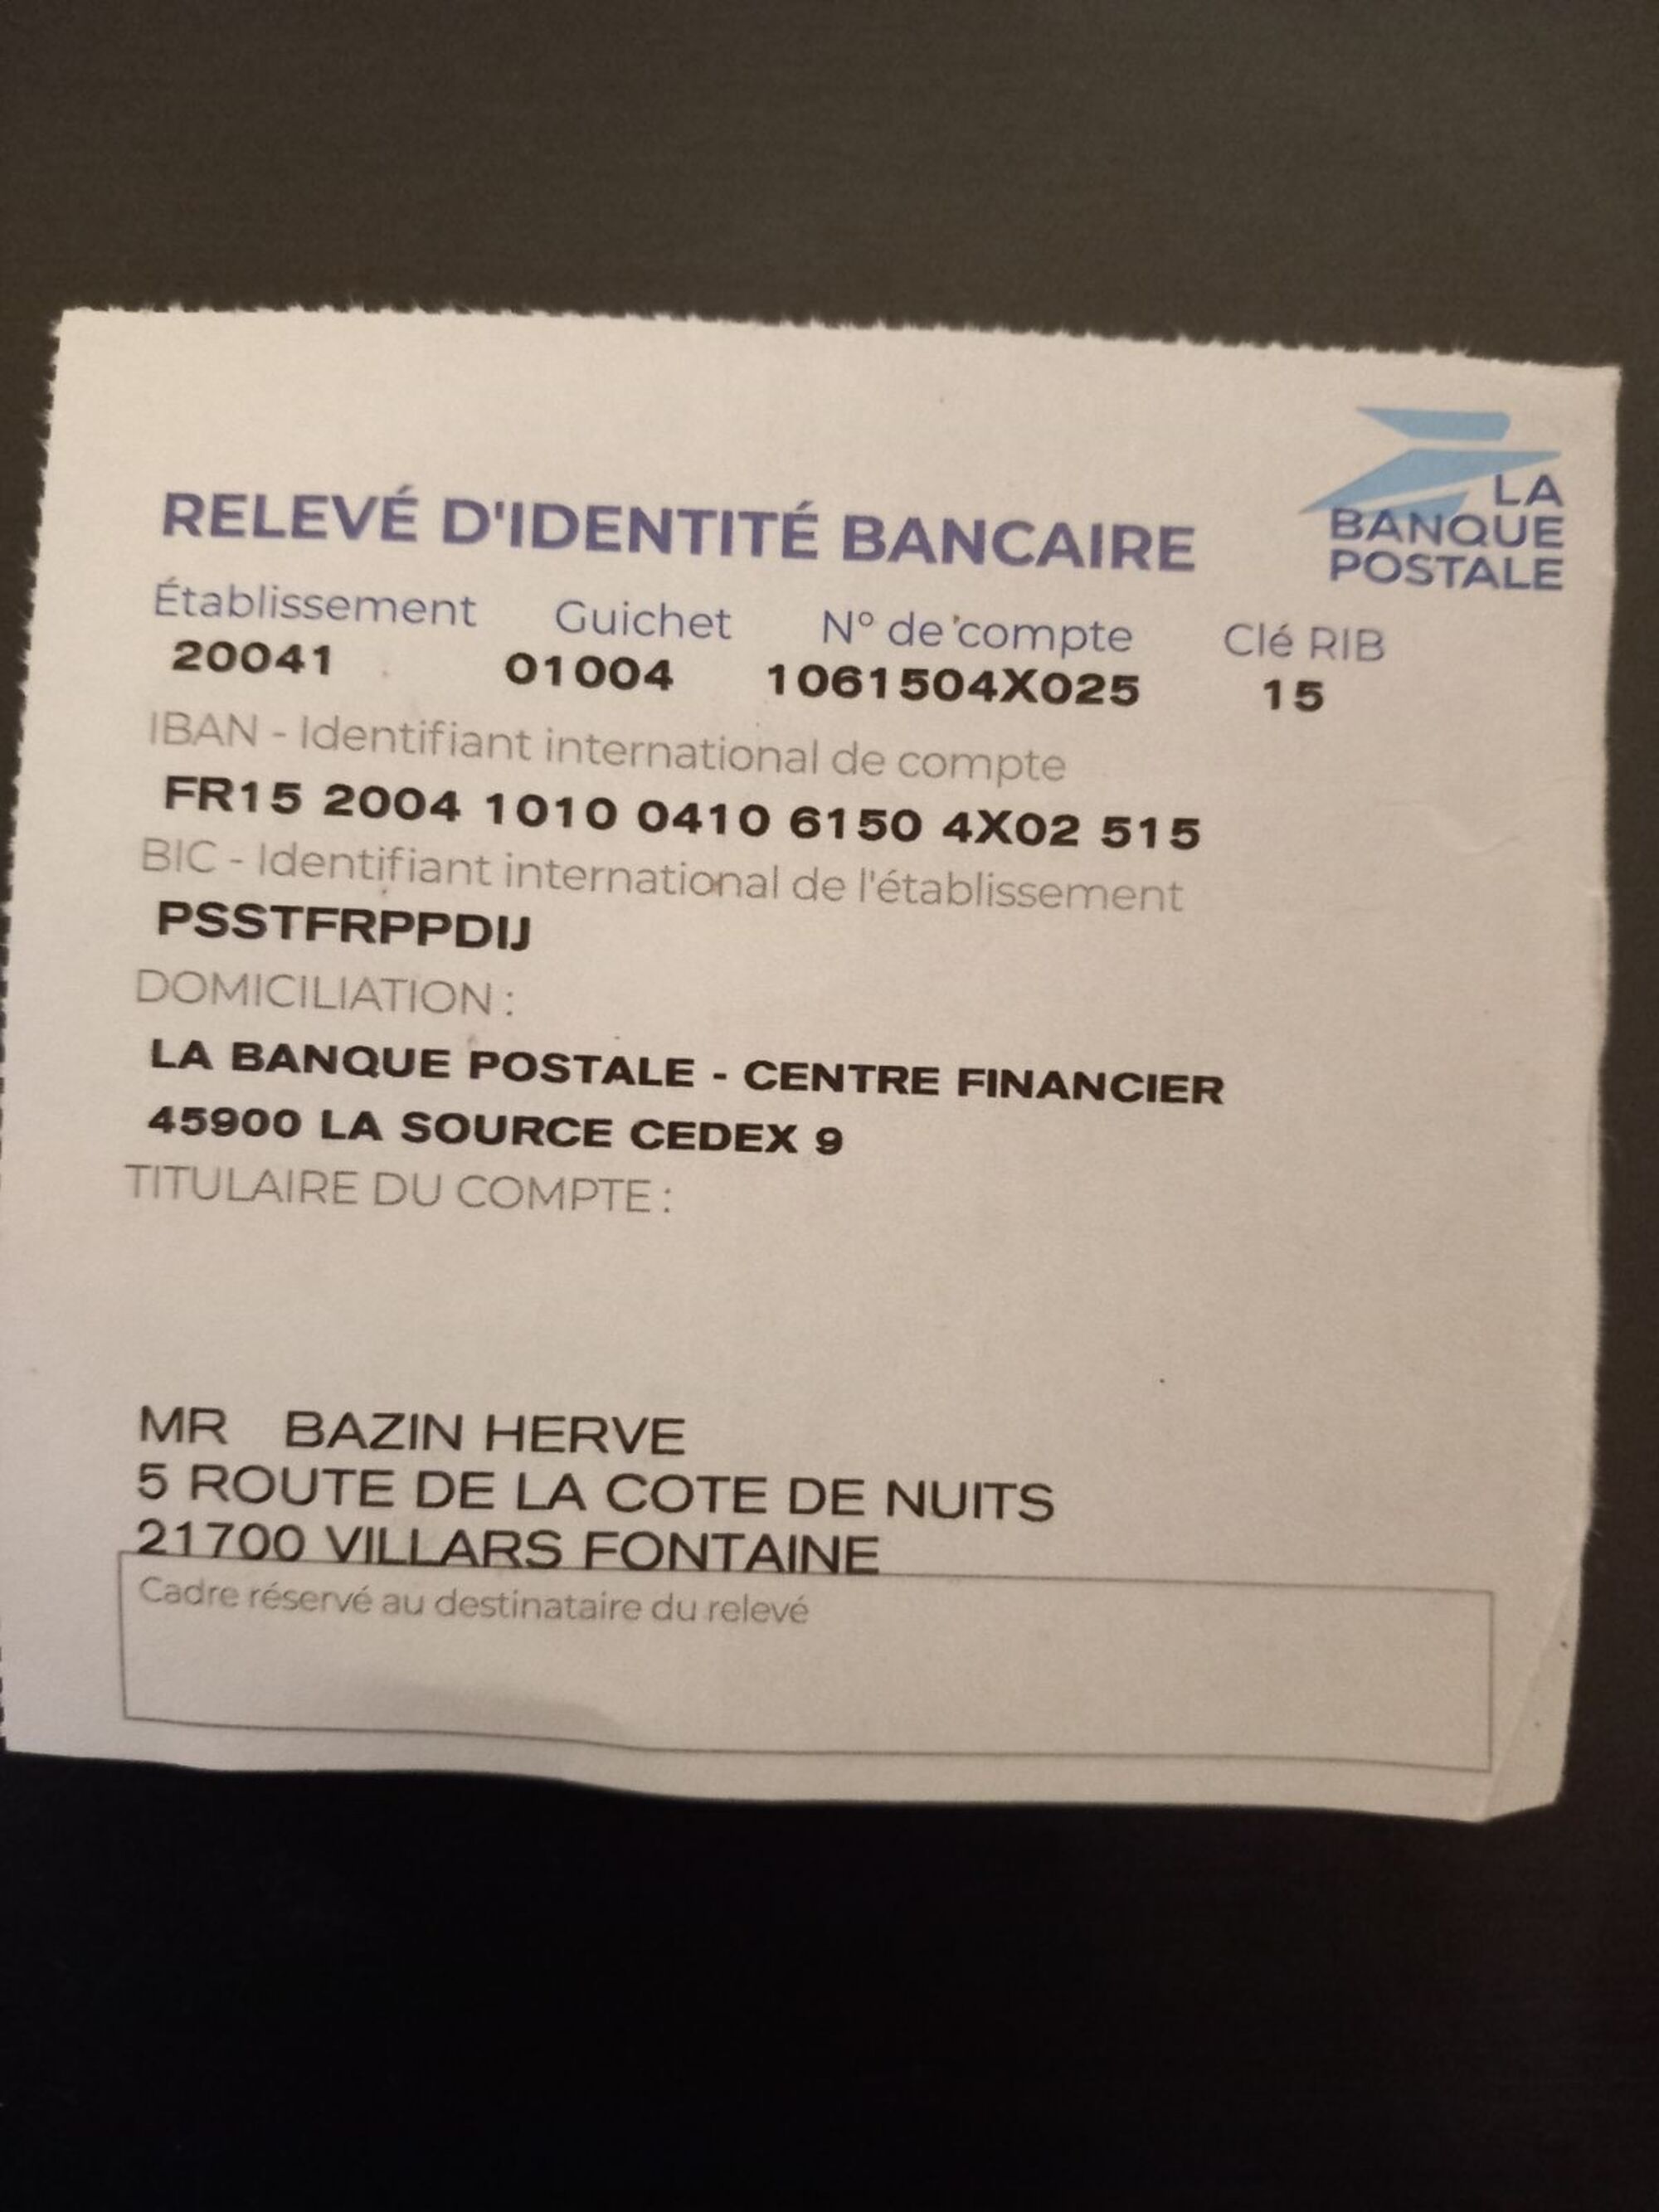 LA
BANQUE
POSTALE
RELEVÉ D'IDENTITÉ BANCAIRE
Établissement Guichet N° de compte Clé RIB
20041 01004 1061504X025 15
IBAN - Identifiant international de compte
FR15 2004 1010 0410 6150 4X02 515
BIC - Identifiant international de l'établissement
PSSTFRPPDIJ
DOMICILIATION :
LA BANQUE POSTALE - CENTRE FINANCIER
45900 LA SOURCE CEDEX 9
TITULAIRE DU COMPTE :
MR BAZIN HERVE
5 ROUTE DE LA COTE DE NUITS
21700 VILLARS FONTAINE
Cadre réservé au destinataire du relevé